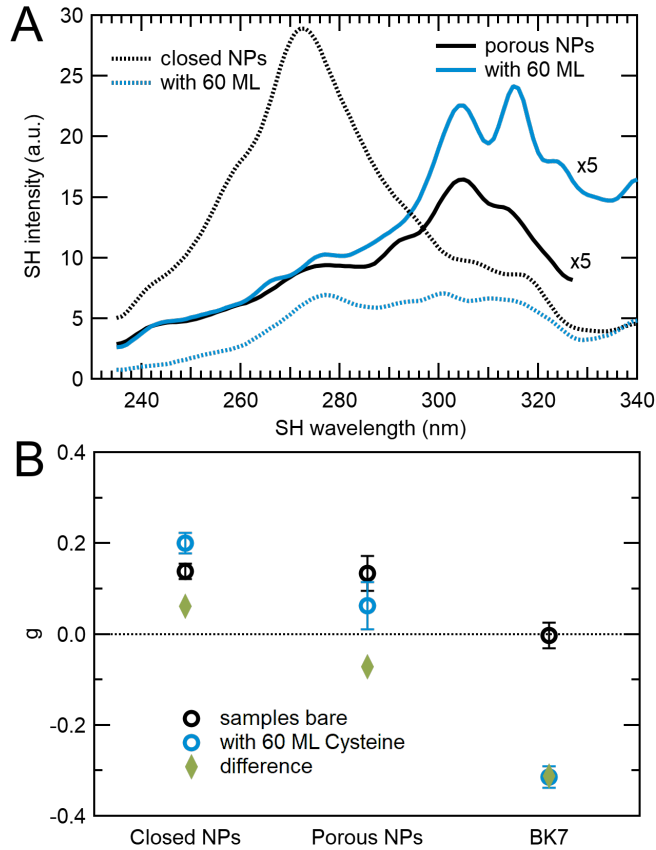 A
30
25
20
15
10
5
0
SH intensity (a.u.)
closed NPs
with 60 ML
porous NPs
with 60 ML
x5
x5
240
260
280
300
320
340
SH wavelength (nm)
B
0.4
0.2
0.0
-0.2
-0.4
g
samples bare
with 60 ML Cysteine
difference
Closed NPs
Porous NPs
BK7